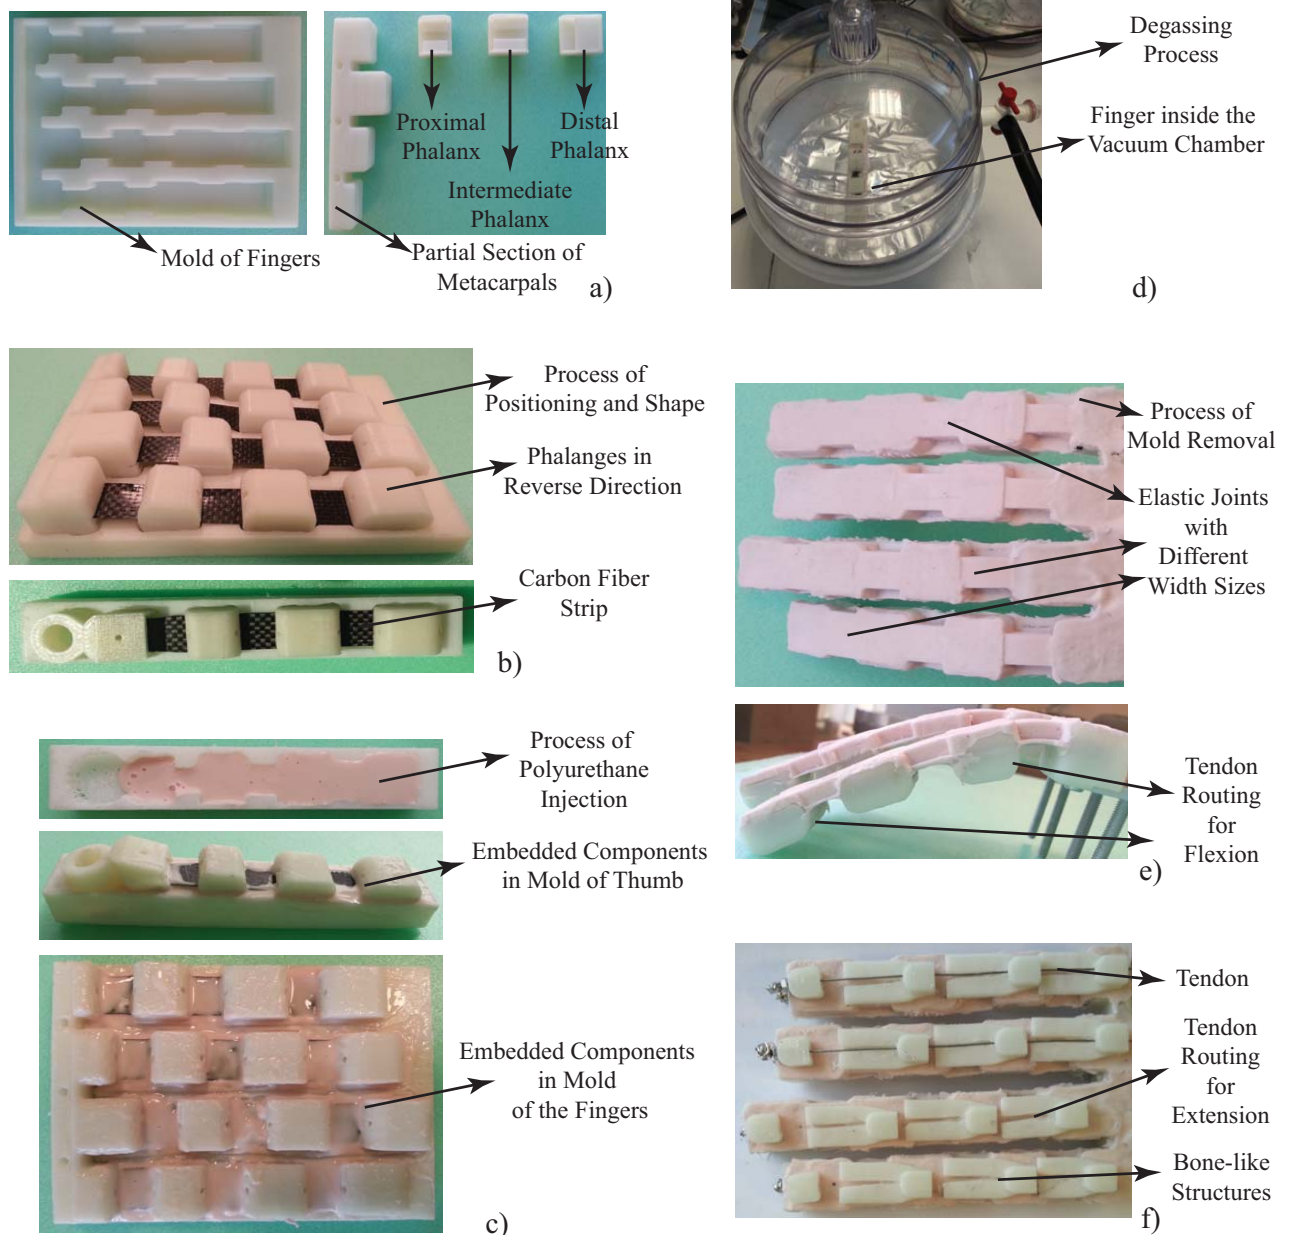 Proximal
Phalanx
Intermediate
Phalanx
Distal
Phalanx
Mold of Fingers
Partial Section of
Metacarpals
a)
Degassing
Process
Finger inside the
Vacuum Chamber
d)
Process of
Positioning and Shape
Phalanges in
Reverse Direction
Carbon Fiber
Strip
b)
Process of
Mold Removal
Elastic Joints
with
Different
Width Sizes
Tendon
Routing
for
Flexion
e)
Process of
Polyurethane
Injection
Embedded Components
in Mold of Thumb
Embedded Components
in Mold
of the Fingers
c)
Tendon
Tendon
Routing
for
Extension
Bone-like
Structures
f)